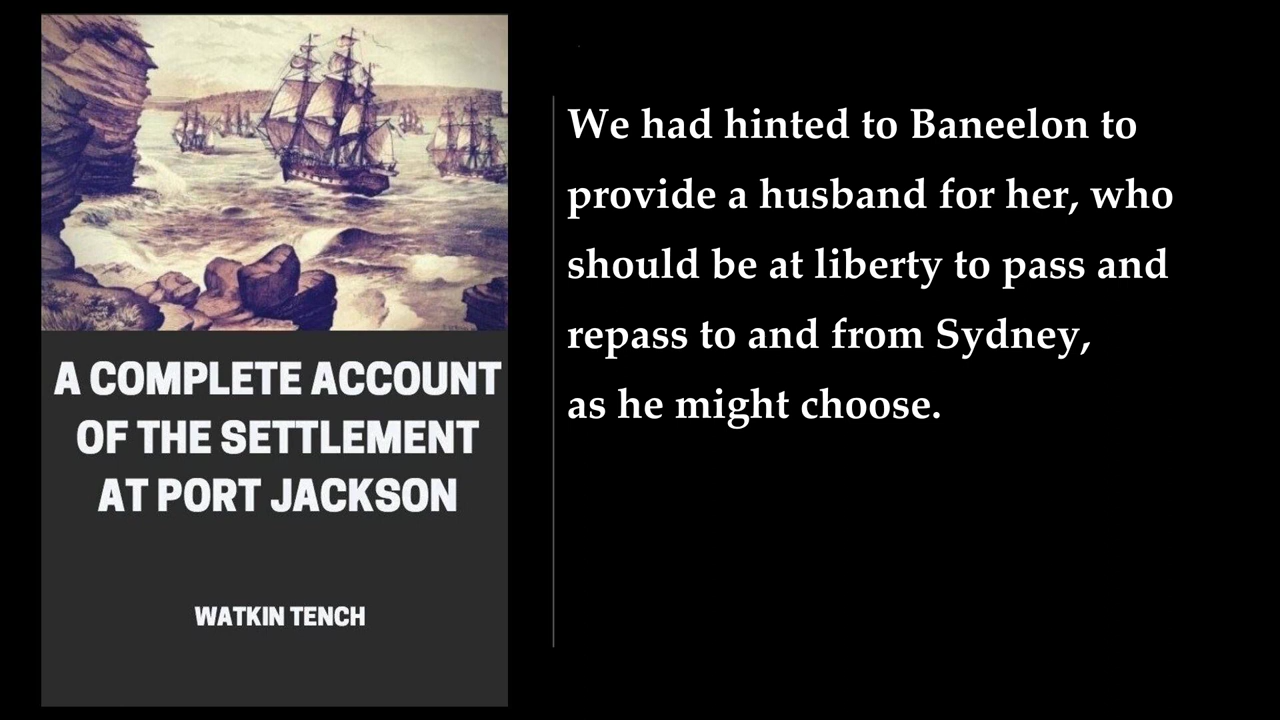 A COMPLETE ACCOUNT
OF THE SETTLEMENT
AT PORT JACKSON
WATKIN TENCH
We had hinted to Baneelon to
provide a husband for her, who
should be at liberty to pass and
repass to and from Sydney,
as he might choose.